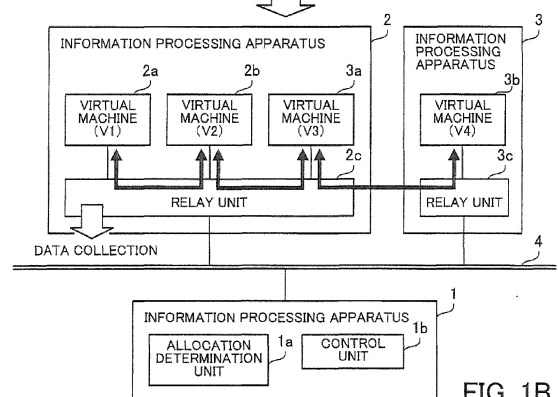 2
3
INFORMATION PROCESSING APPARATUS
INFORMATION
PROCESSING
APPARATUS
2a
2b
3a
3b
VIRTUAL
MACHINE
(V1)
VIRTUAL
MACHINE
(V2)
VIRTUAL
MACHINE
(V3)
VIRTUAL
MACHINE
(V4)
2c
3c
RELAY UNIT
RELAY UNIT
DATA COLLECTION
4
1
INFORMATION PROCESSING APPARATUS
1a
1b
ALLOCATION
DETERMINATION
UNIT
CONTROL
UNIT
FIG. 1B